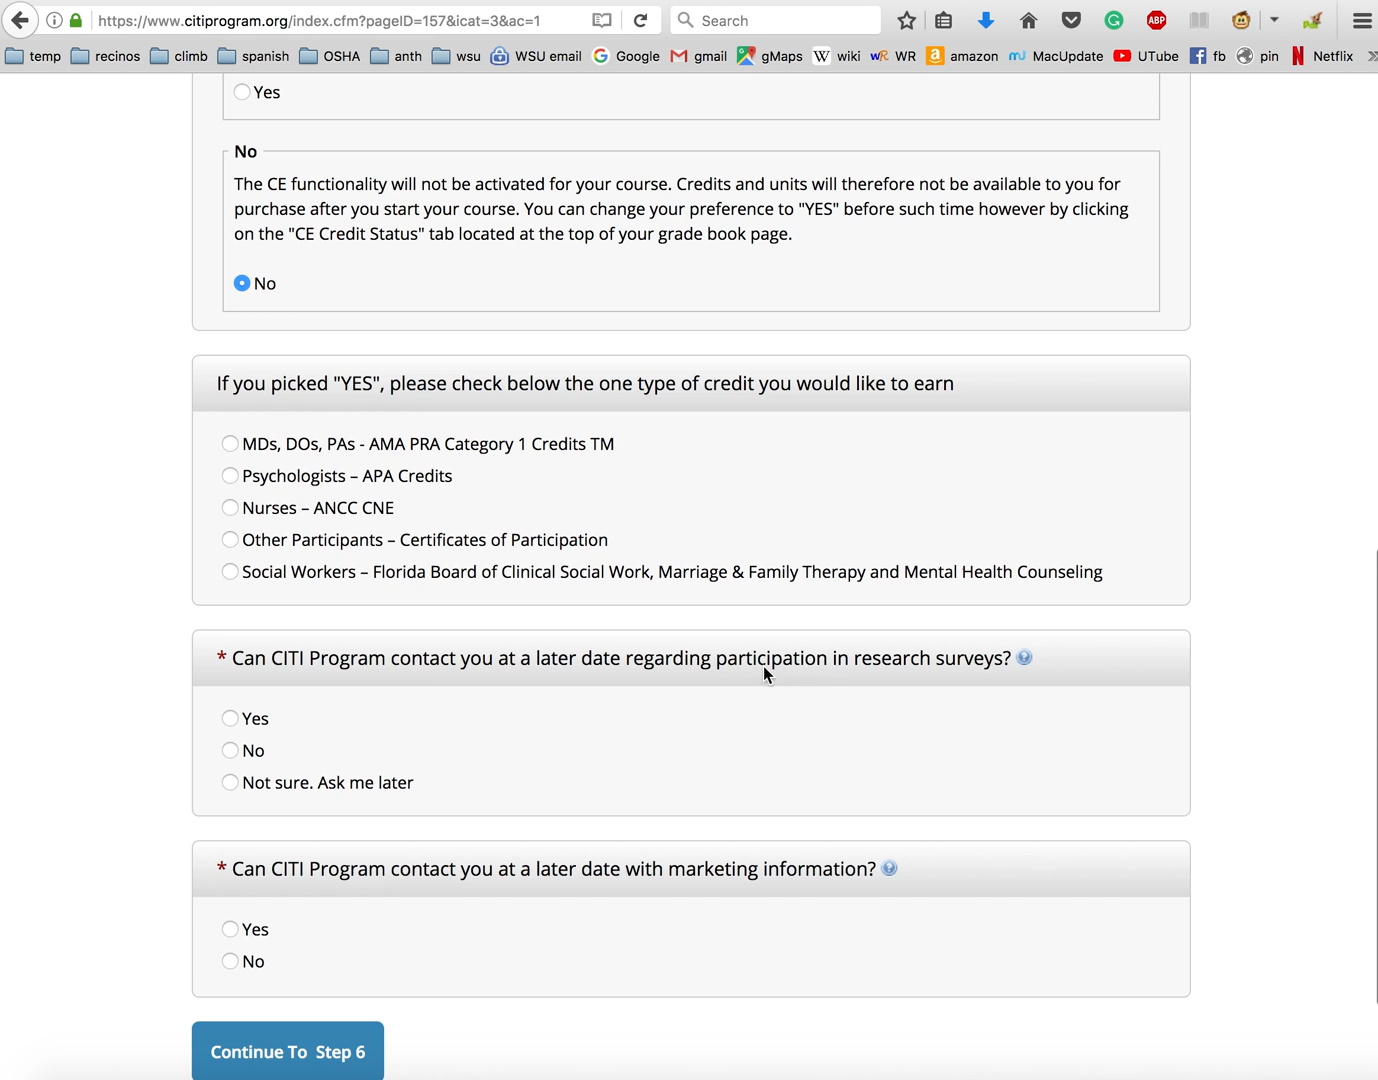 https://www.citiprogram.org/index.cfm?pageID=157&icat=3&ac=1
Search
ABP
temp recinos climb spanish OSHA anth wsu WSU email Google gmail gMaps wiki WR amazon MacUpdate UTube fb pin Netflix
Yes
No
The CE functionality will not be activated for your course. Credits and units will therefore not be available to you for
purchase after you start your course. You can change your preference to "YES" before such time however by clicking
on the "CE Credit Status" tab located at the top of your grade book page.
No
If you picked "YES", please check below the one type of credit you would like to earn
MDs, DOs, PAs - AMA PRA Category 1 Credits TM
Psychologists – APA Credits
Nurses – ANCC CNE
Other Participants – Certificates of Participation
Social Workers – Florida Board of Clinical Social Work, Marriage & Family Therapy and Mental Health Counseling
* Can CITI Program contact you at a later date regarding participation in research surveys?
Yes
No
Not sure. Ask me later
* Can CITI Program contact you at a later date with marketing information?
Yes
No
Continue To Step 6